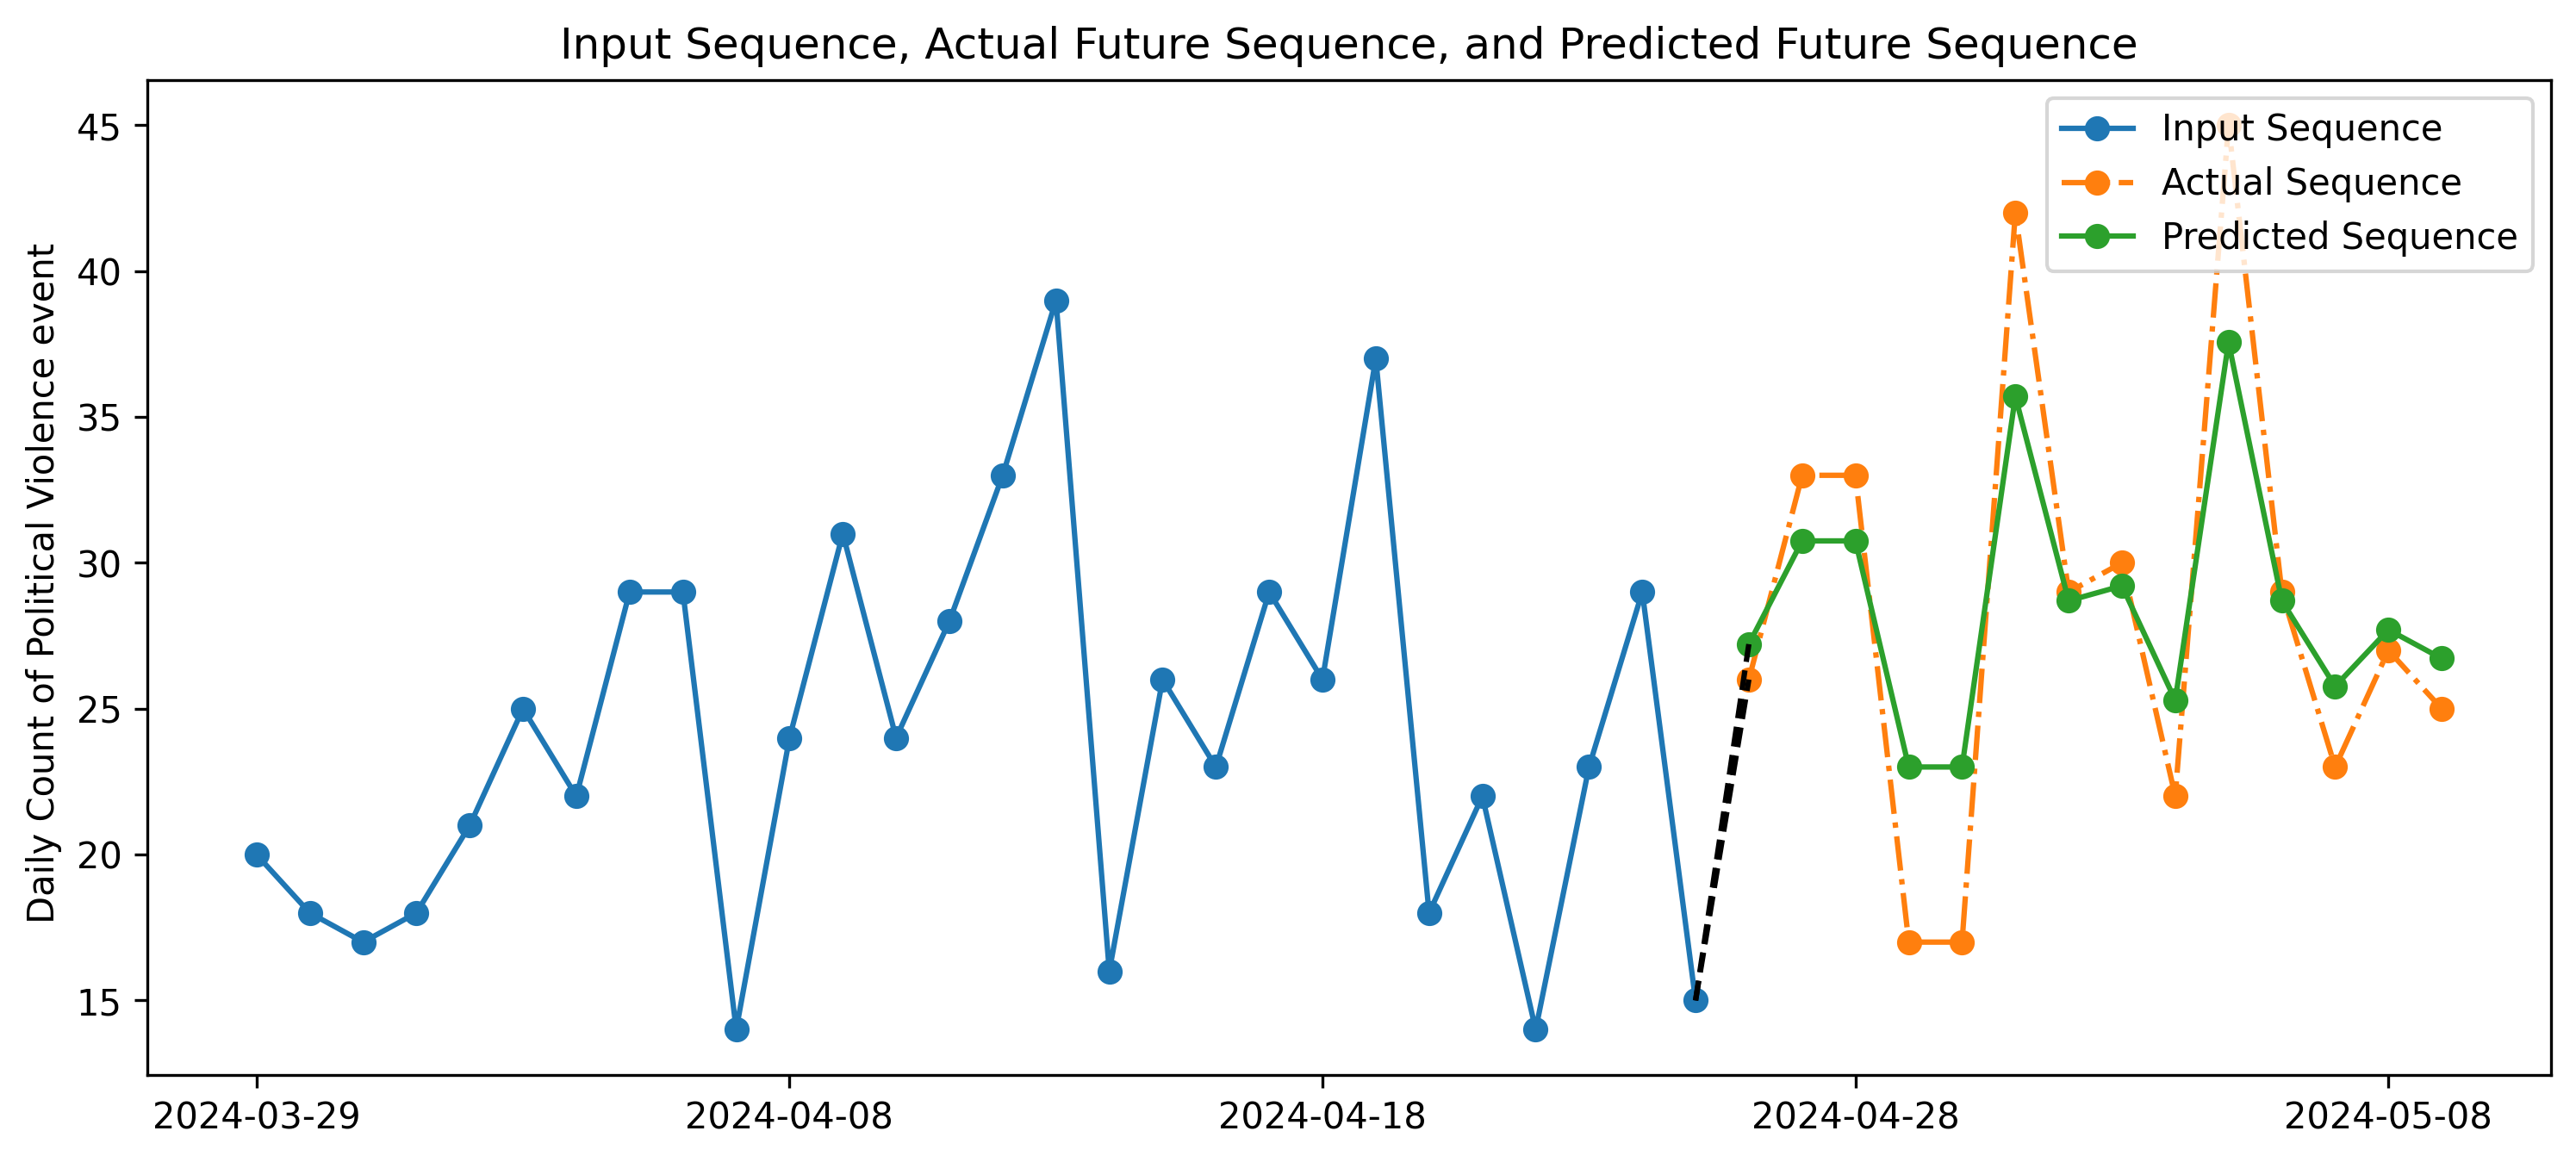 Input Sequence, Actual Future Sequence, and Predicted Future Sequence
Daily Count of Political Violence event
45
40
35
30
25
20
15
Input Sequence
Actual Sequence
Predicted Sequence
2024-03-29
2024-04-08
2024-04-18
2024-04-28
2024-05-08